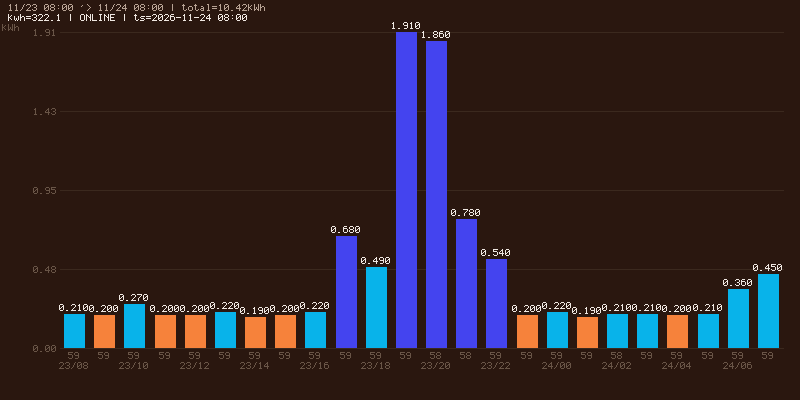 11/23 08:00 -> 11/24 08:00 | total=10.42kWh
Kwh=322.1 | ONLINE | ts=2026-11-24 08:00
kWh
1.91
1.43
0.95
0.48
0.00
0.210 0.200 0.270 0.200 0.200 0.220 0.190 0.200 0.220 0.680 0.490 1.910 1.860 0.780 0.540 0.200 0.220 0.190 0.210 0.210 0.200 0.210 0.360 0.450
59 59 59 59 59 59 59 59 59 59 59 59 58 58 59 59 59 59 58 59 59 59 59 59
23/08 23/10 23/12 23/14 23/16 23/18 23/20 23/22 24/00 24/02 24/04 24/06